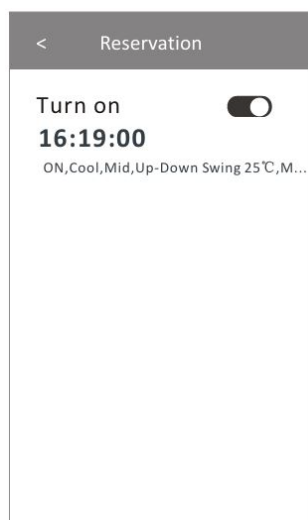 < Reservation
Turn on
16:19:00
ON,Cool,Mid,Up-Down Swing 25℃,M...